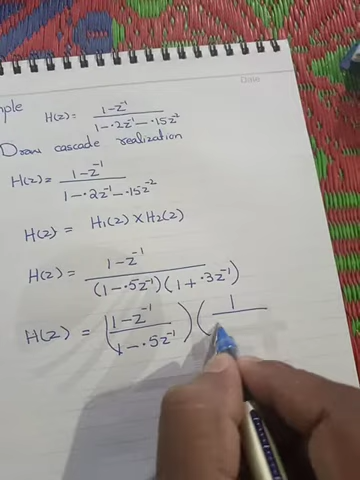 Date
mple H(z) = 1-z⁻¹ / 1-.2z⁻¹-.15z⁻²
Draw cascade realization
H(z) = 1-z⁻¹ / 1-.2z⁻¹-.15z⁻²
H(z) = H₁(z) × H₂(z)
H(z) = 1-z⁻¹ / (1-.5z⁻¹)(1+.3z⁻¹)
H(z) = (1-z⁻¹ / 1-.5z⁻¹) (1 /